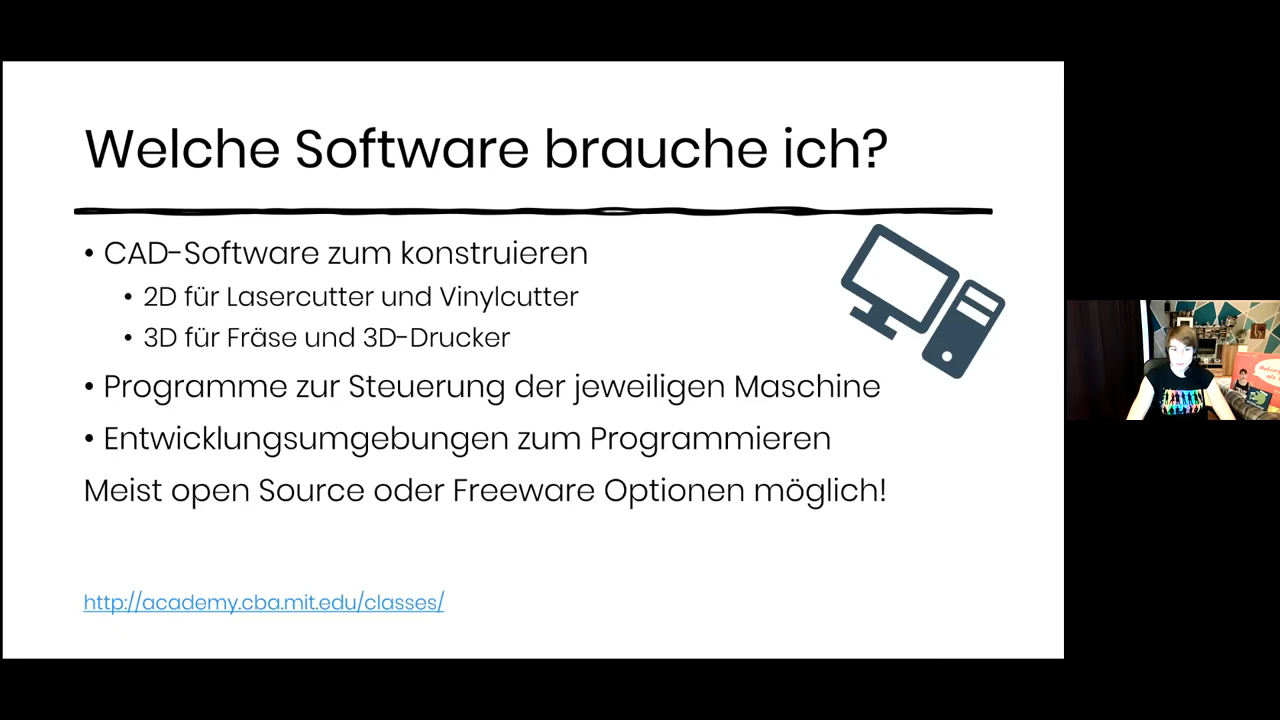 Welche Software brauche ich?
• CAD-Software zum konstruieren
• 2D für Lasercutter und Vinylcutter
• 3D für Fräse und 3D-Drucker
• Programme zur Steuerung der jeweiligen Maschine
• Entwicklungsumgebungen zum Programmieren
Meist open Source oder Freeware Optionen möglich!
http://academy.cba.mit.edu/classes/